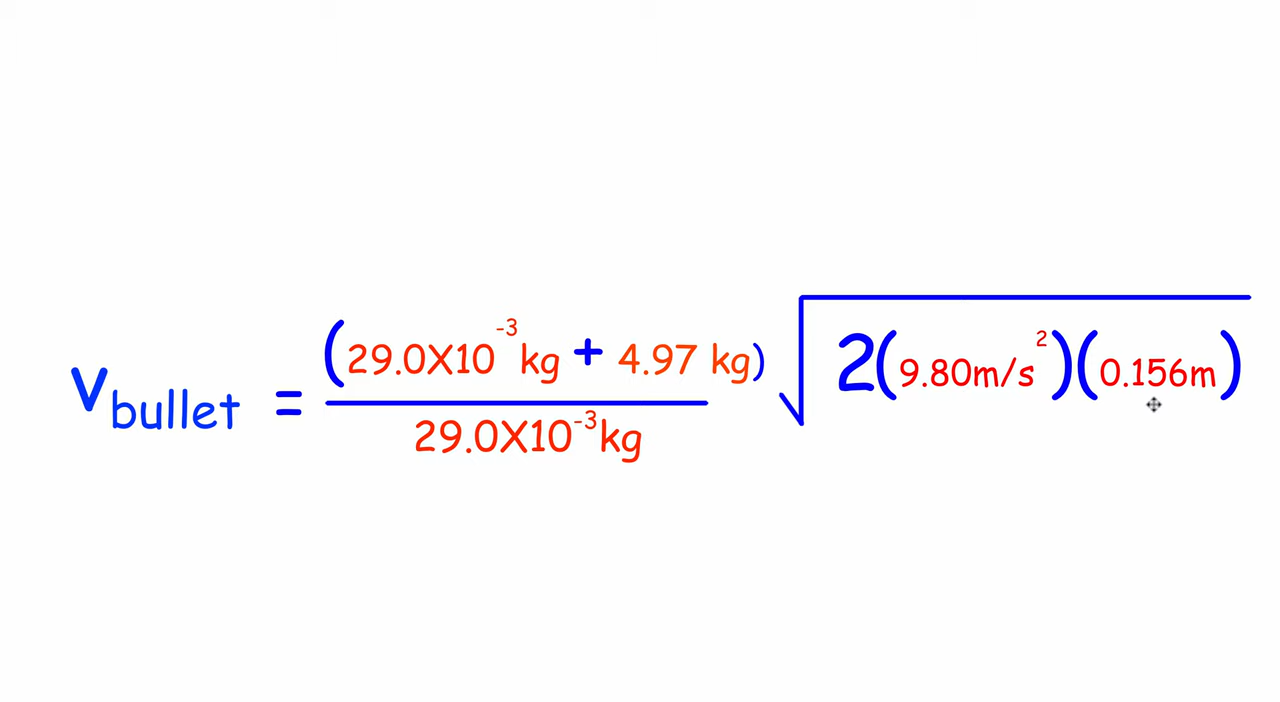 v_bullet = (29.0X10^-3 kg + 4.97 kg) / 29.0X10^-3 kg √2(9.80m/s^2)(0.156m)